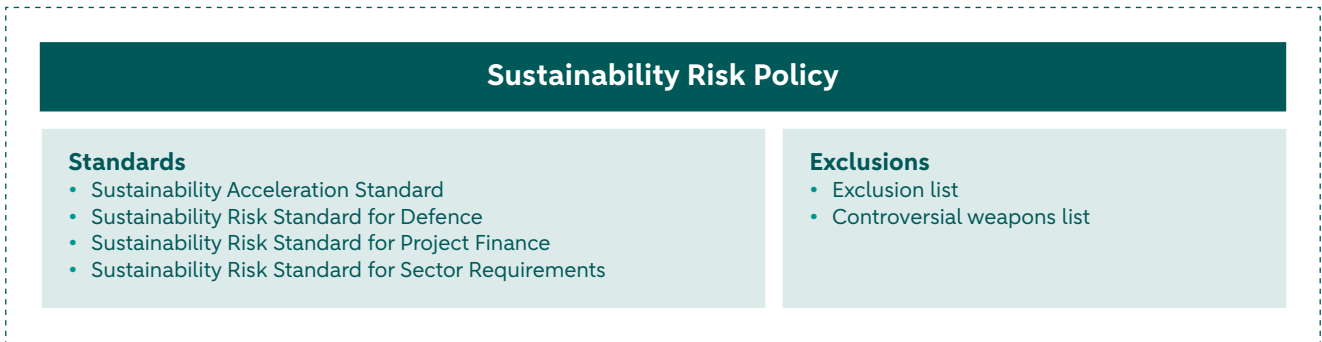 Sustainability Risk Policy
Standards
• Sustainability Acceleration Standard
• Sustainability Risk Standard for Defence
• Sustainability Risk Standard for Project Finance
• Sustainability Risk Standard for Sector Requirements
Exclusions
• Exclusion list
• Controversial weapons list